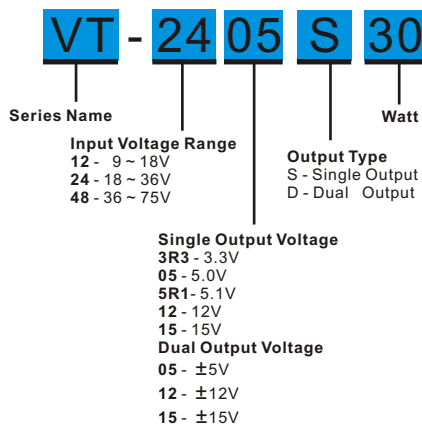 VT - 24 05 S 30
Series Name
Watt
Input Voltage Range
12 - 9 ~ 18V
24 - 18 ~ 36V
48 - 36 ~ 75V
Output Type
S - Single Output
D - Dual Output
Single Output Voltage
3R3 - 3.3V
05 - 5.0V
5R1- 5.1V
12 - 12V
15 - 15V
Dual Output Voltage
05 - ±5V
12 - ±12V
15 - ±15V